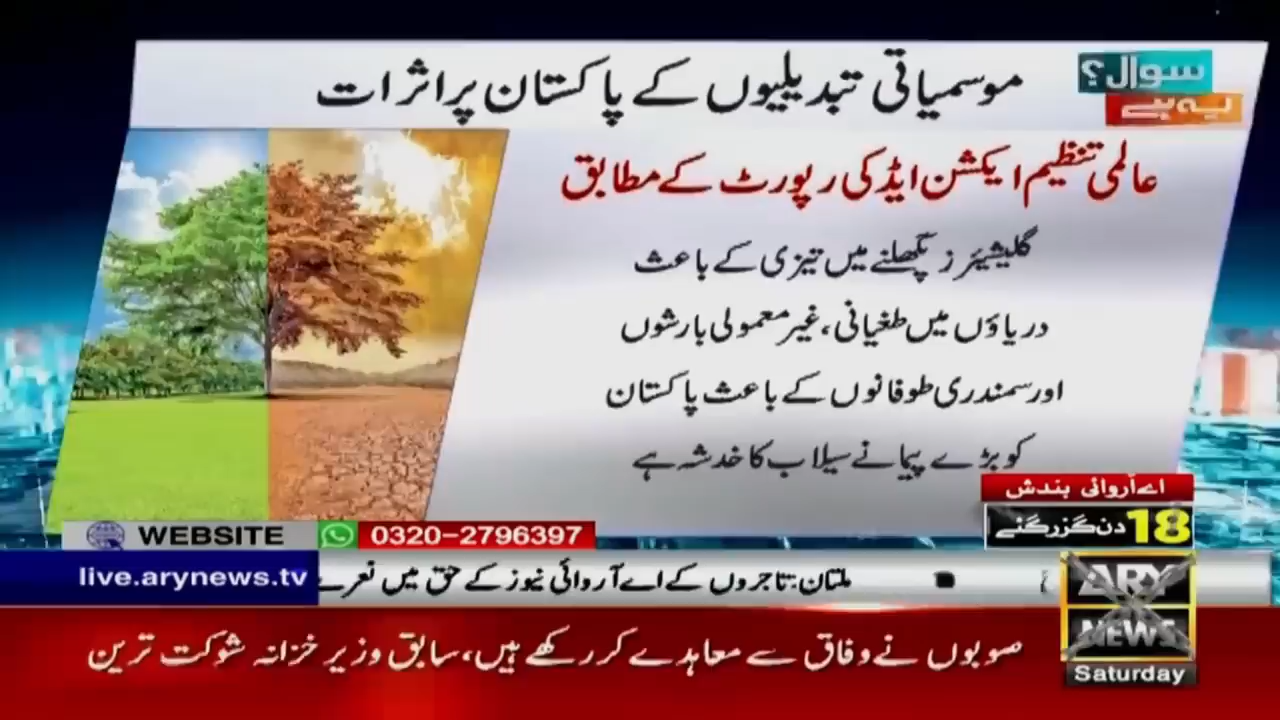 موسمیاتی تبدیلیوں کے پاکستان پر اثرات
سوال؟
یہ ہے
عالمی تنظیم ایکشن ایڈ کی رپورٹ کے مطابق
گلیشیئرز پگھلنے میں تیزی کے باعث
دریاؤں میں طغیانی، غیر معمولی بارشوں
اور سمندری طوفانوں کے باعث پاکستان
کو بڑے پیمانے سیلاب کا خدشہ ہے
اے آر وائی بندش
18 دن گزر گئے
WEBSITE
0320-2796397
live.arynews.tv
ملتان: تاجروں کے اے آر وائی نیوز کے حق میں نعرے
صوبوں نے وفاق سے معاہدے کر رکھے ہیں، سابق وزیر خزانہ شوکت ترین
ARY
NEWS
Saturday